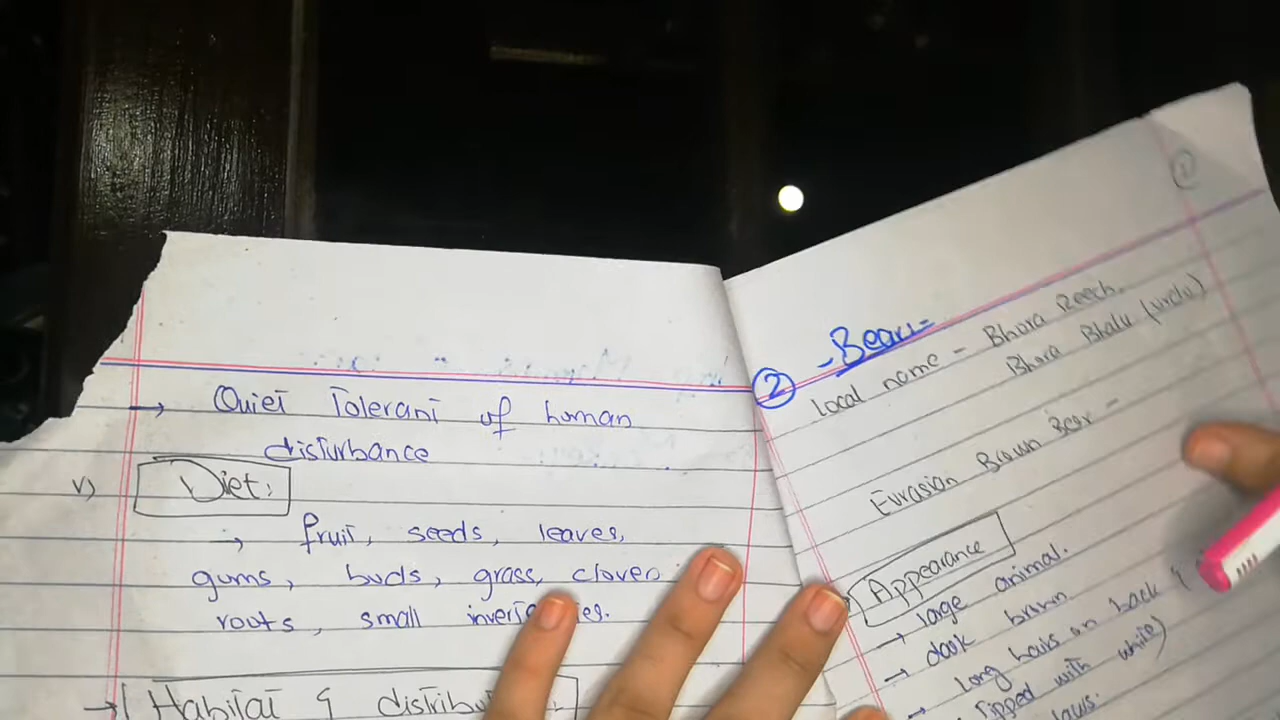 → Quiet Tolerant of human
disturbance
v) Diet:
→ fruit, seeds, leaves,
gums, buds, grass, clover
roots, small
→ Habitat &
1
② - Bear:-
Local name - Bhora Reech.
Bhora Bhalu (urdu)
Eurasian Brown Bear -
Appearance
→ large animal.
→ dark brown
→ Long hairs on back &
tipped with white)